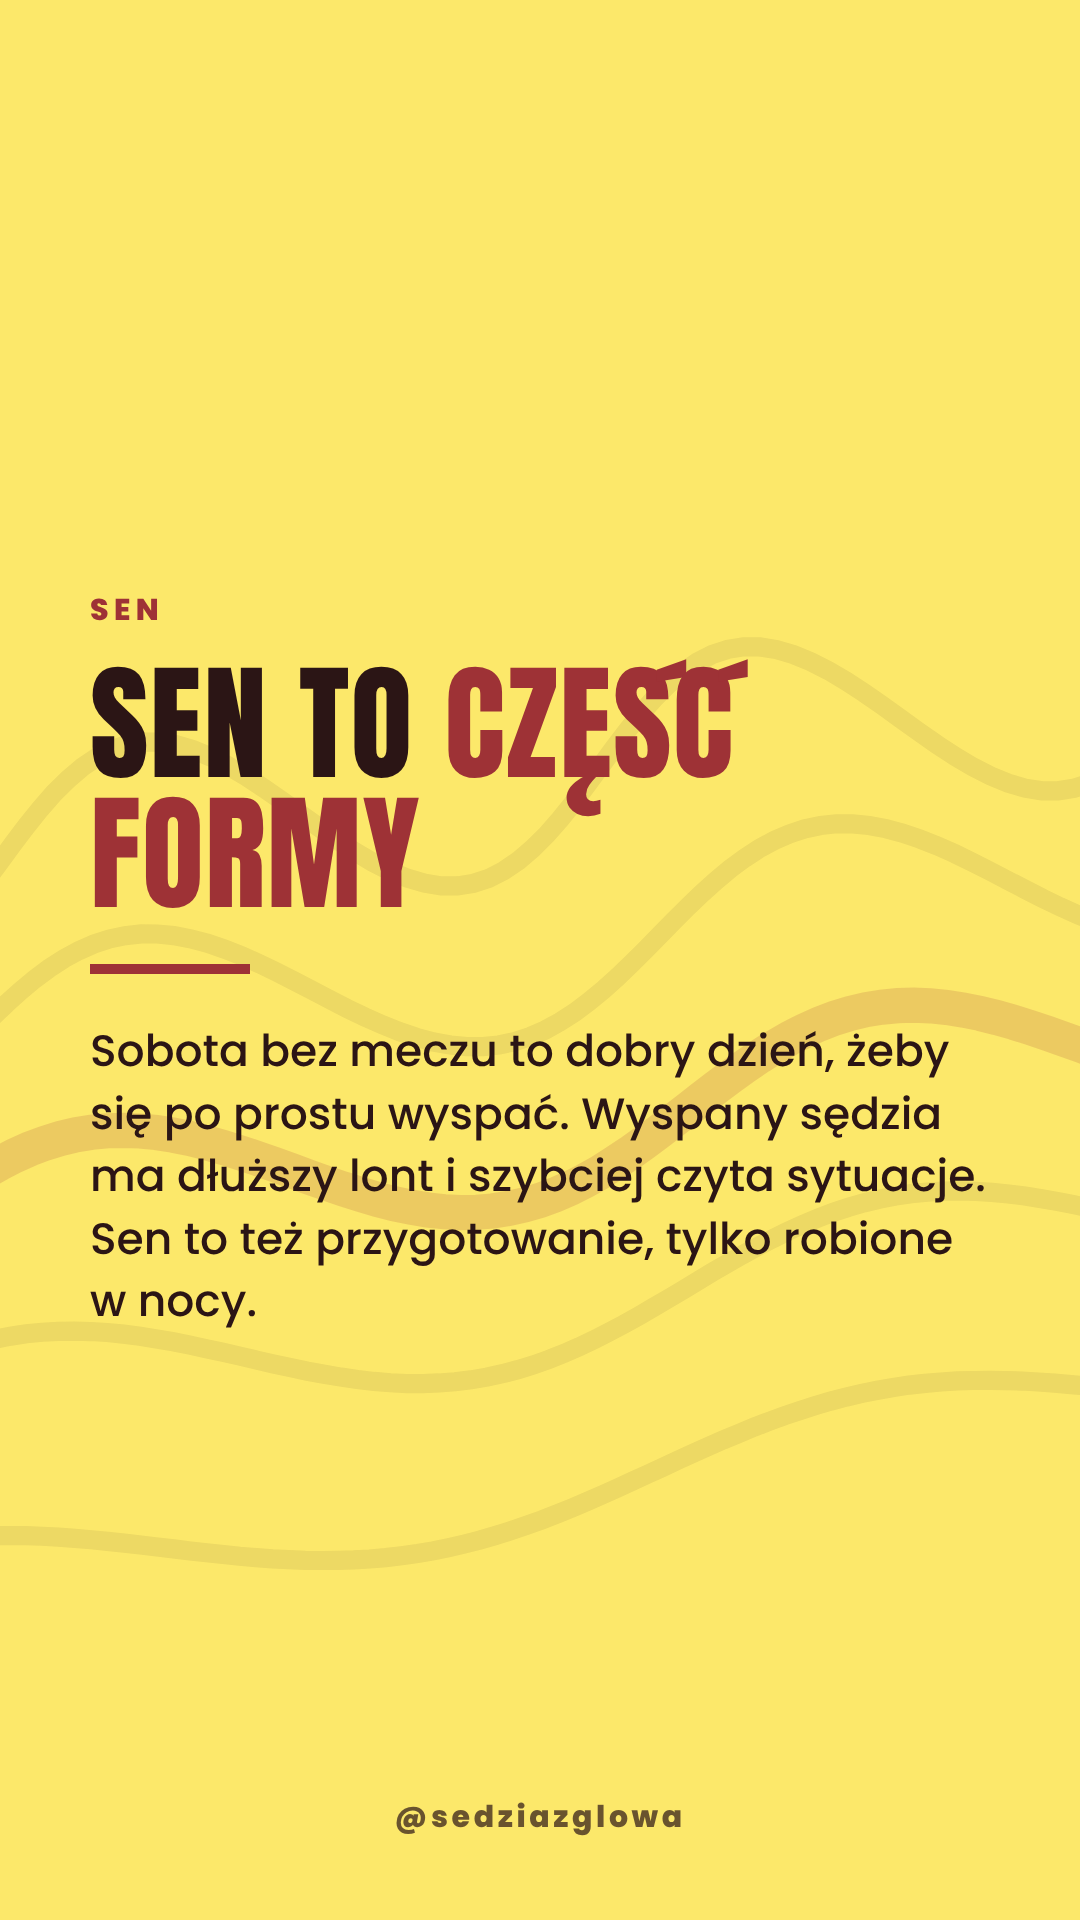 SEN
SEN TO CZĘŚĆ
FORMY
Sobota bez meczu to dobry dzień, żeby
się po prostu wyspać. Wyspany sędzia
ma dłuższy lont i szybciej czyta sytuacje.
Sen to też przygotowanie, tylko robione
w nocy.
@sedziazglowa